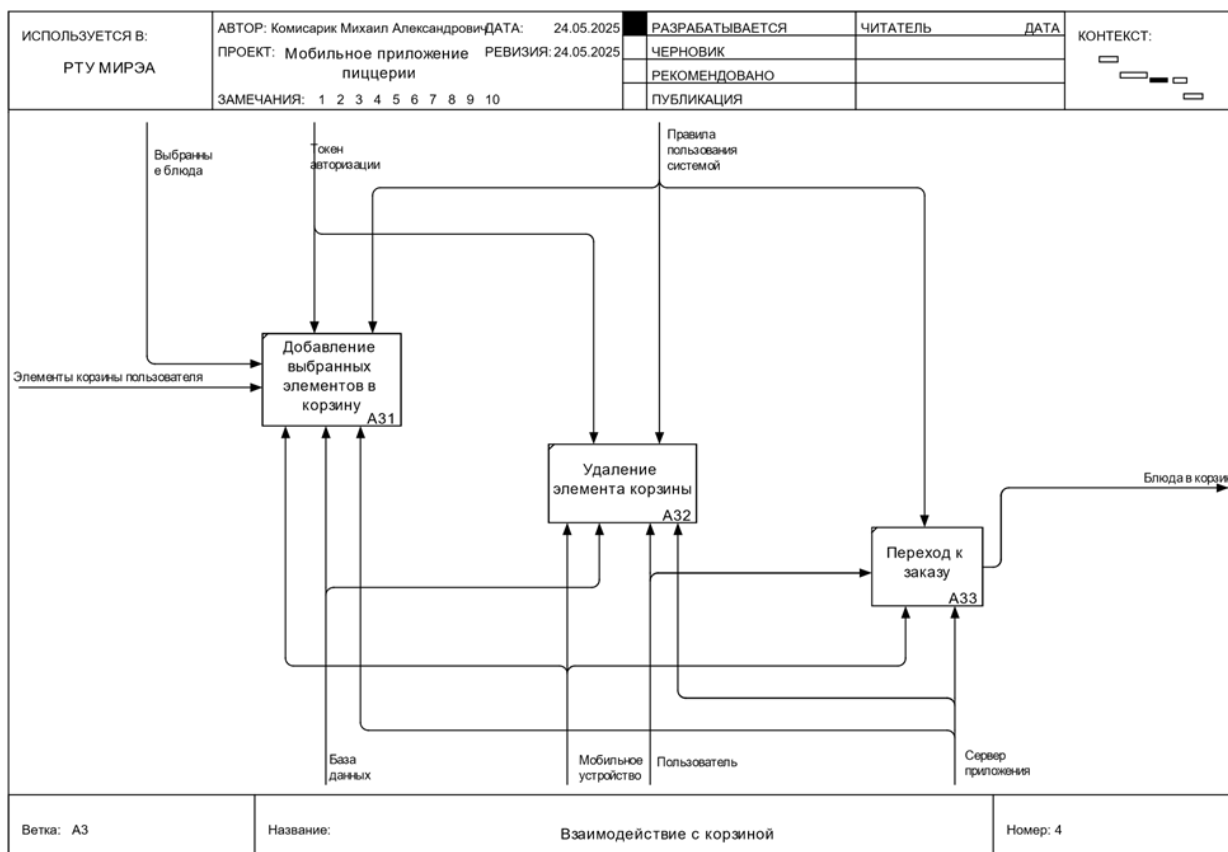 ИСПОЛЬЗУЕТСЯ В:
РТУ МИРЭА
АВТОР: Комисарик Михаил Александрович
ДАТА: 24.05.2025
ПРОЕКТ: Мобильное приложение
пиццерии
РЕВИЗИЯ: 24.05.2025
ЗАМЕЧАНИЯ: 1 2 3 4 5 6 7 8 9 10
РАЗРАБАТЫВАЕТСЯ
ЧЕРНОВИК
РЕКОМЕНДОВАНО
ПУБЛИКАЦИЯ
ЧИТАТЕЛЬ ДАТА
КОНТЕКСТ:
Выбранны
е блюда
Токен
авторизации
Правила
пользования
системой
Элементы корзины пользователя
Добавление
выбранных
элементов в
корзину
A31
Удаление
элемента корзины
A32
Переход к
заказу
A33
Блюда в корзин
База
данных
Мобильное
устройство
Пользователь
Сервер
приложения
Ветка: A3
Название:
Взаимодействие с корзиной
Номер: 4